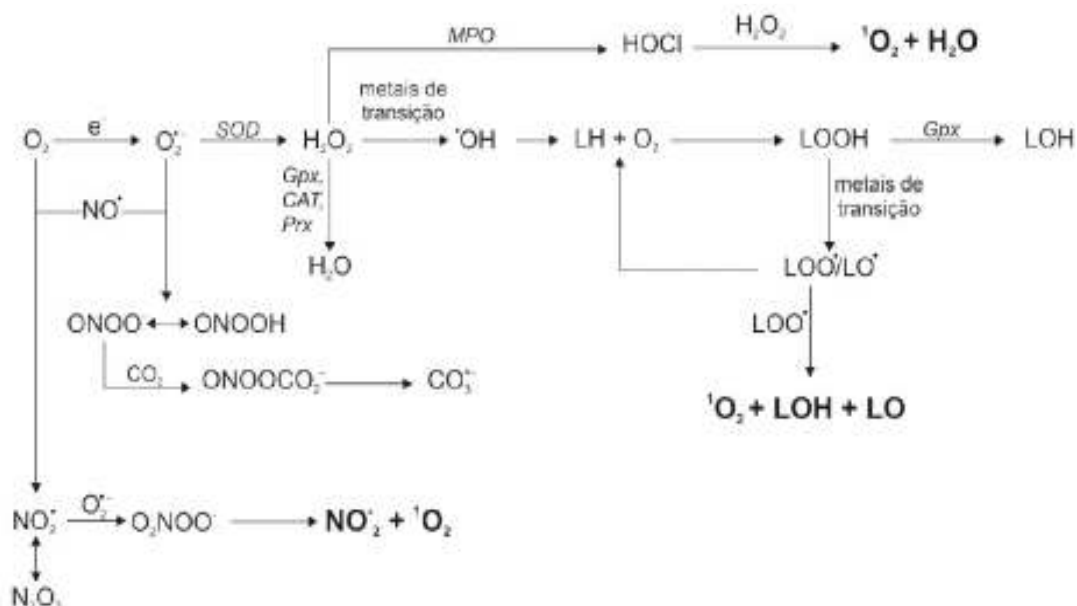 MPO
HOCl
H₂O₂
¹O₂ + H₂O
metais de
transição
O₂
e
O₂•⁻
SOD
H₂O₂
•OH
LH + O₂
LOOH
Gpx
LOH
NO•
Gpx,
CAT,
Prx
metais de
transição
H₂O
LOO•/LO•
ONOO
ONOOH
LOO•
CO₂
ONOOCO₂⁻
CO₃•⁻
¹O₂ + LOH + LO
NO₂•
O₂•⁻
O₂NOO
NO⁻₂ + ¹O₂